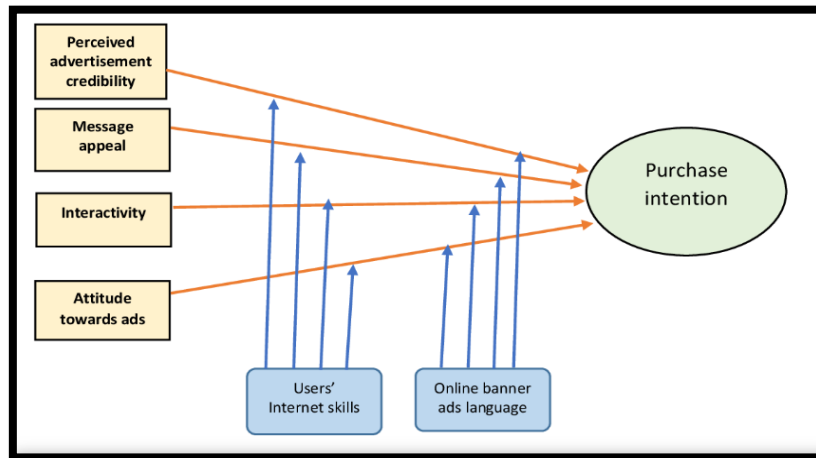 Perceived
advertisement
credibility
Message
appeal
Interactivity
Attitude
towards ads
Purchase
intention
Users’
Internet skills
Online banner
ads language